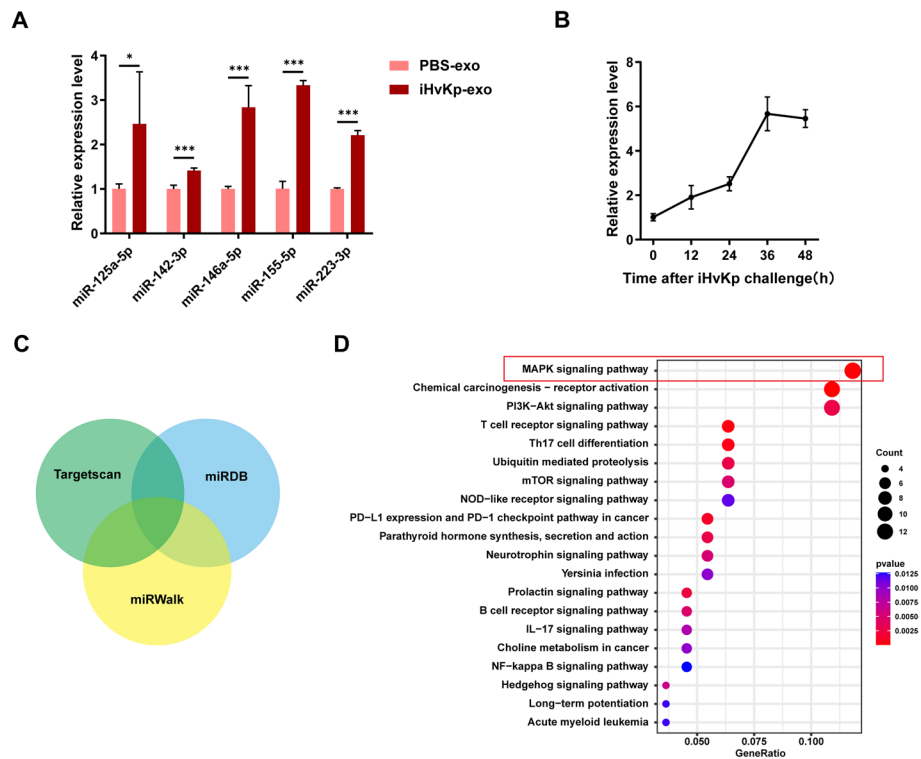 A
Relative expression level
4
3
2
1
0
*
***
***
***
***
PBS-exo
iHvKp-exo
miR-125a-5p
miR-142-3p
miR-146a-5p
miR-155-5p
miR-223-3p
B
Relative expression level
8
6
4
2
0
0 12 24 36 48
Time after iHvKp challenge(h)
C
Targetscan
miRDB
miRWalk
D
MAPK signaling pathway
Chemical carcinogenesis − receptor activation
PI3K−Akt signaling pathway
T cell receptor signaling pathway
Th17 cell differentiation
Ubiquitin mediated proteolysis
mTOR signaling pathway
NOD−like receptor signaling pathway
PD−L1 expression and PD−1 checkpoint pathway in cancer
Parathyroid hormone synthesis, secretion and action
Neurotrophin signaling pathway
Yersinia infection
Prolactin signaling pathway
B cell receptor signaling pathway
IL−17 signaling pathway
Choline metabolism in cancer
NF−kappa B signaling pathway
Hedgehog signaling pathway
Long−term potentiation
Acute myeloid leukemia
0.050 0.075 0.100
GeneRatio
Count
4
6
8
10
12
pvalue
0.0125
0.0100
0.0075
0.0050
0.0025